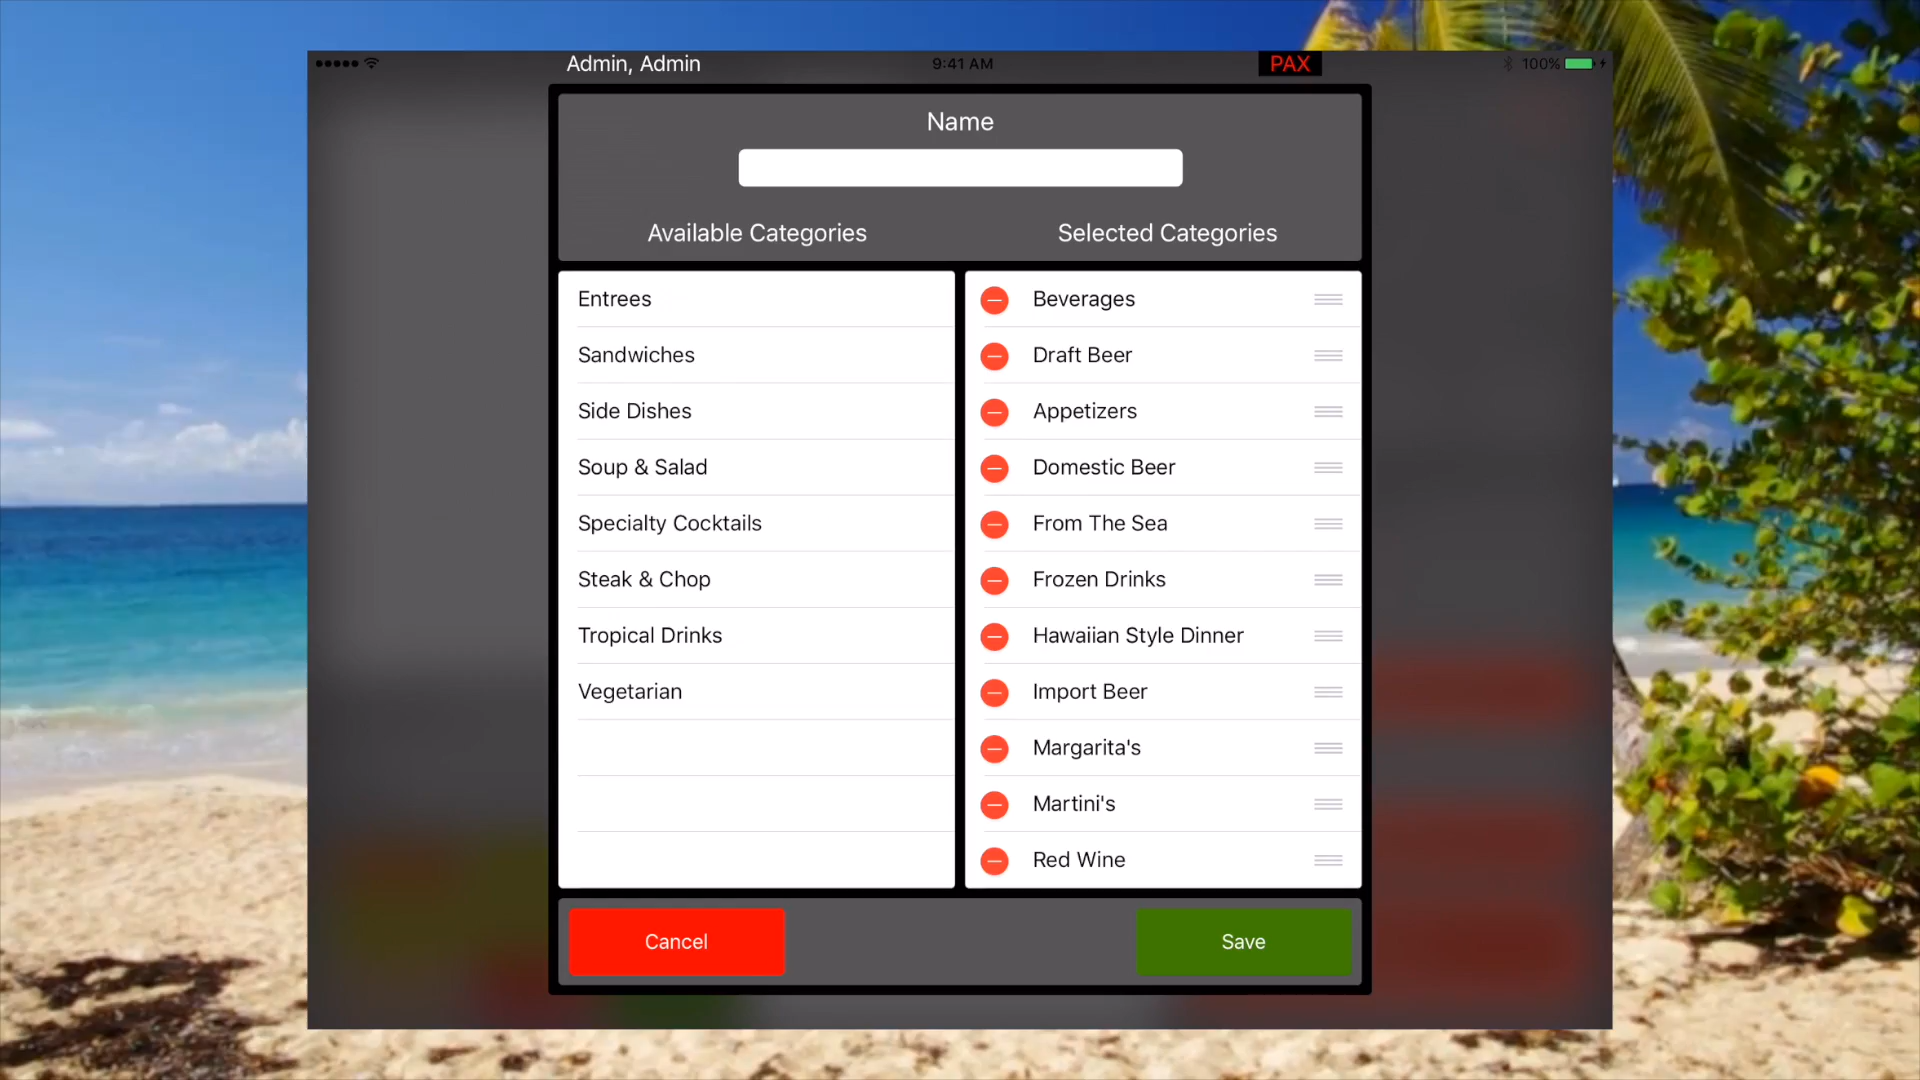 Admin, Admin
9:41 AM
PAX
100%
Name
Available Categories
Selected Categories
Entrees
Sandwiches
Side Dishes
Soup & Salad
Specialty Cocktails
Steak & Chop
Tropical Drinks
Vegetarian
Beverages
Draft Beer
Appetizers
Domestic Beer
From The Sea
Frozen Drinks
Hawaiian Style Dinner
Import Beer
Margarita's
Martini's
Red Wine
Cancel
Save